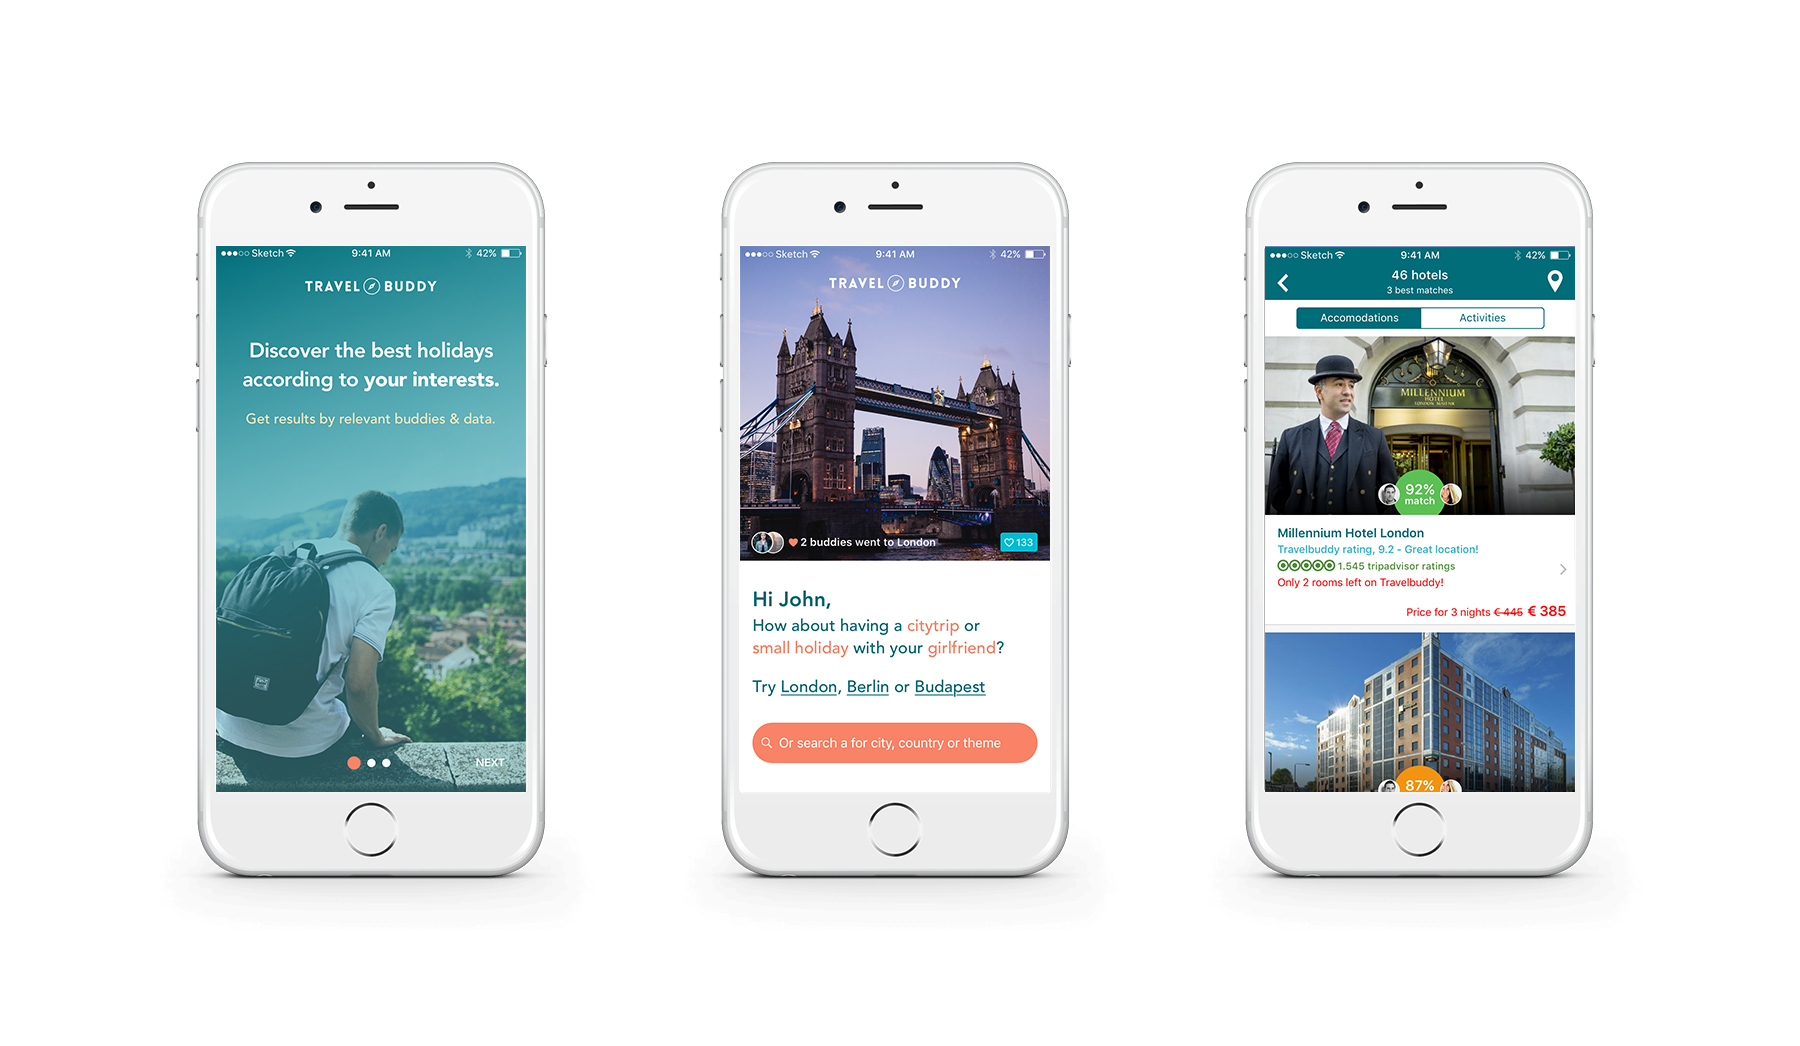 Sketch 9:41 AM 42%
TRAVEL BUDDY
Discover the best holidays
according to your interests.
Get results by relevant buddies & data.
NEXT
Sketch 9:41 AM 42%
TRAVEL BUDDY
2 buddies went to London 133
Hi John,
How about having a citytrip or
small holiday with your girlfriend?
Try London, Berlin or Budapest
Or search a for city, country or theme
Sketch 9:41 AM 42%
46 hotels
3 best matches
Accomodations Activities
MILLENNIUM
HOTEL
92%
match
Millennium Hotel London
Travelbuddy rating, 9.2 - Great location!
1.545 tripadvisor ratings
Only 2 rooms left on Travelbuddy!
Price for 3 nights € 445 € 385
87%